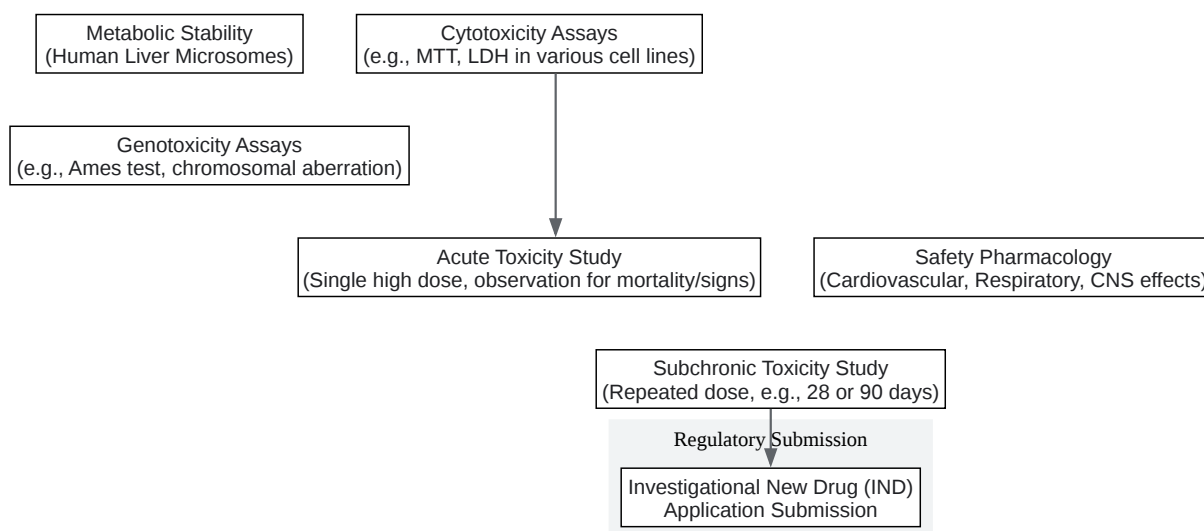 Metabolic Stability
(Human Liver Microsomes)
Cytotoxicity Assays
(e.g., MTT, LDH in various cell lines)
Genotoxicity Assays
(e.g., Ames test, chromosomal aberration)
Acute Toxicity Study
(Single high dose, observation for mortality/signs)
Safety Pharmacology
(Cardiovascular, Respiratory, CNS effects)
Subchronic Toxicity Study
(Repeated dose, e.g., 28 or 90 days)
Regulatory Submission
Investigational New Drug (IND)
Application Submission